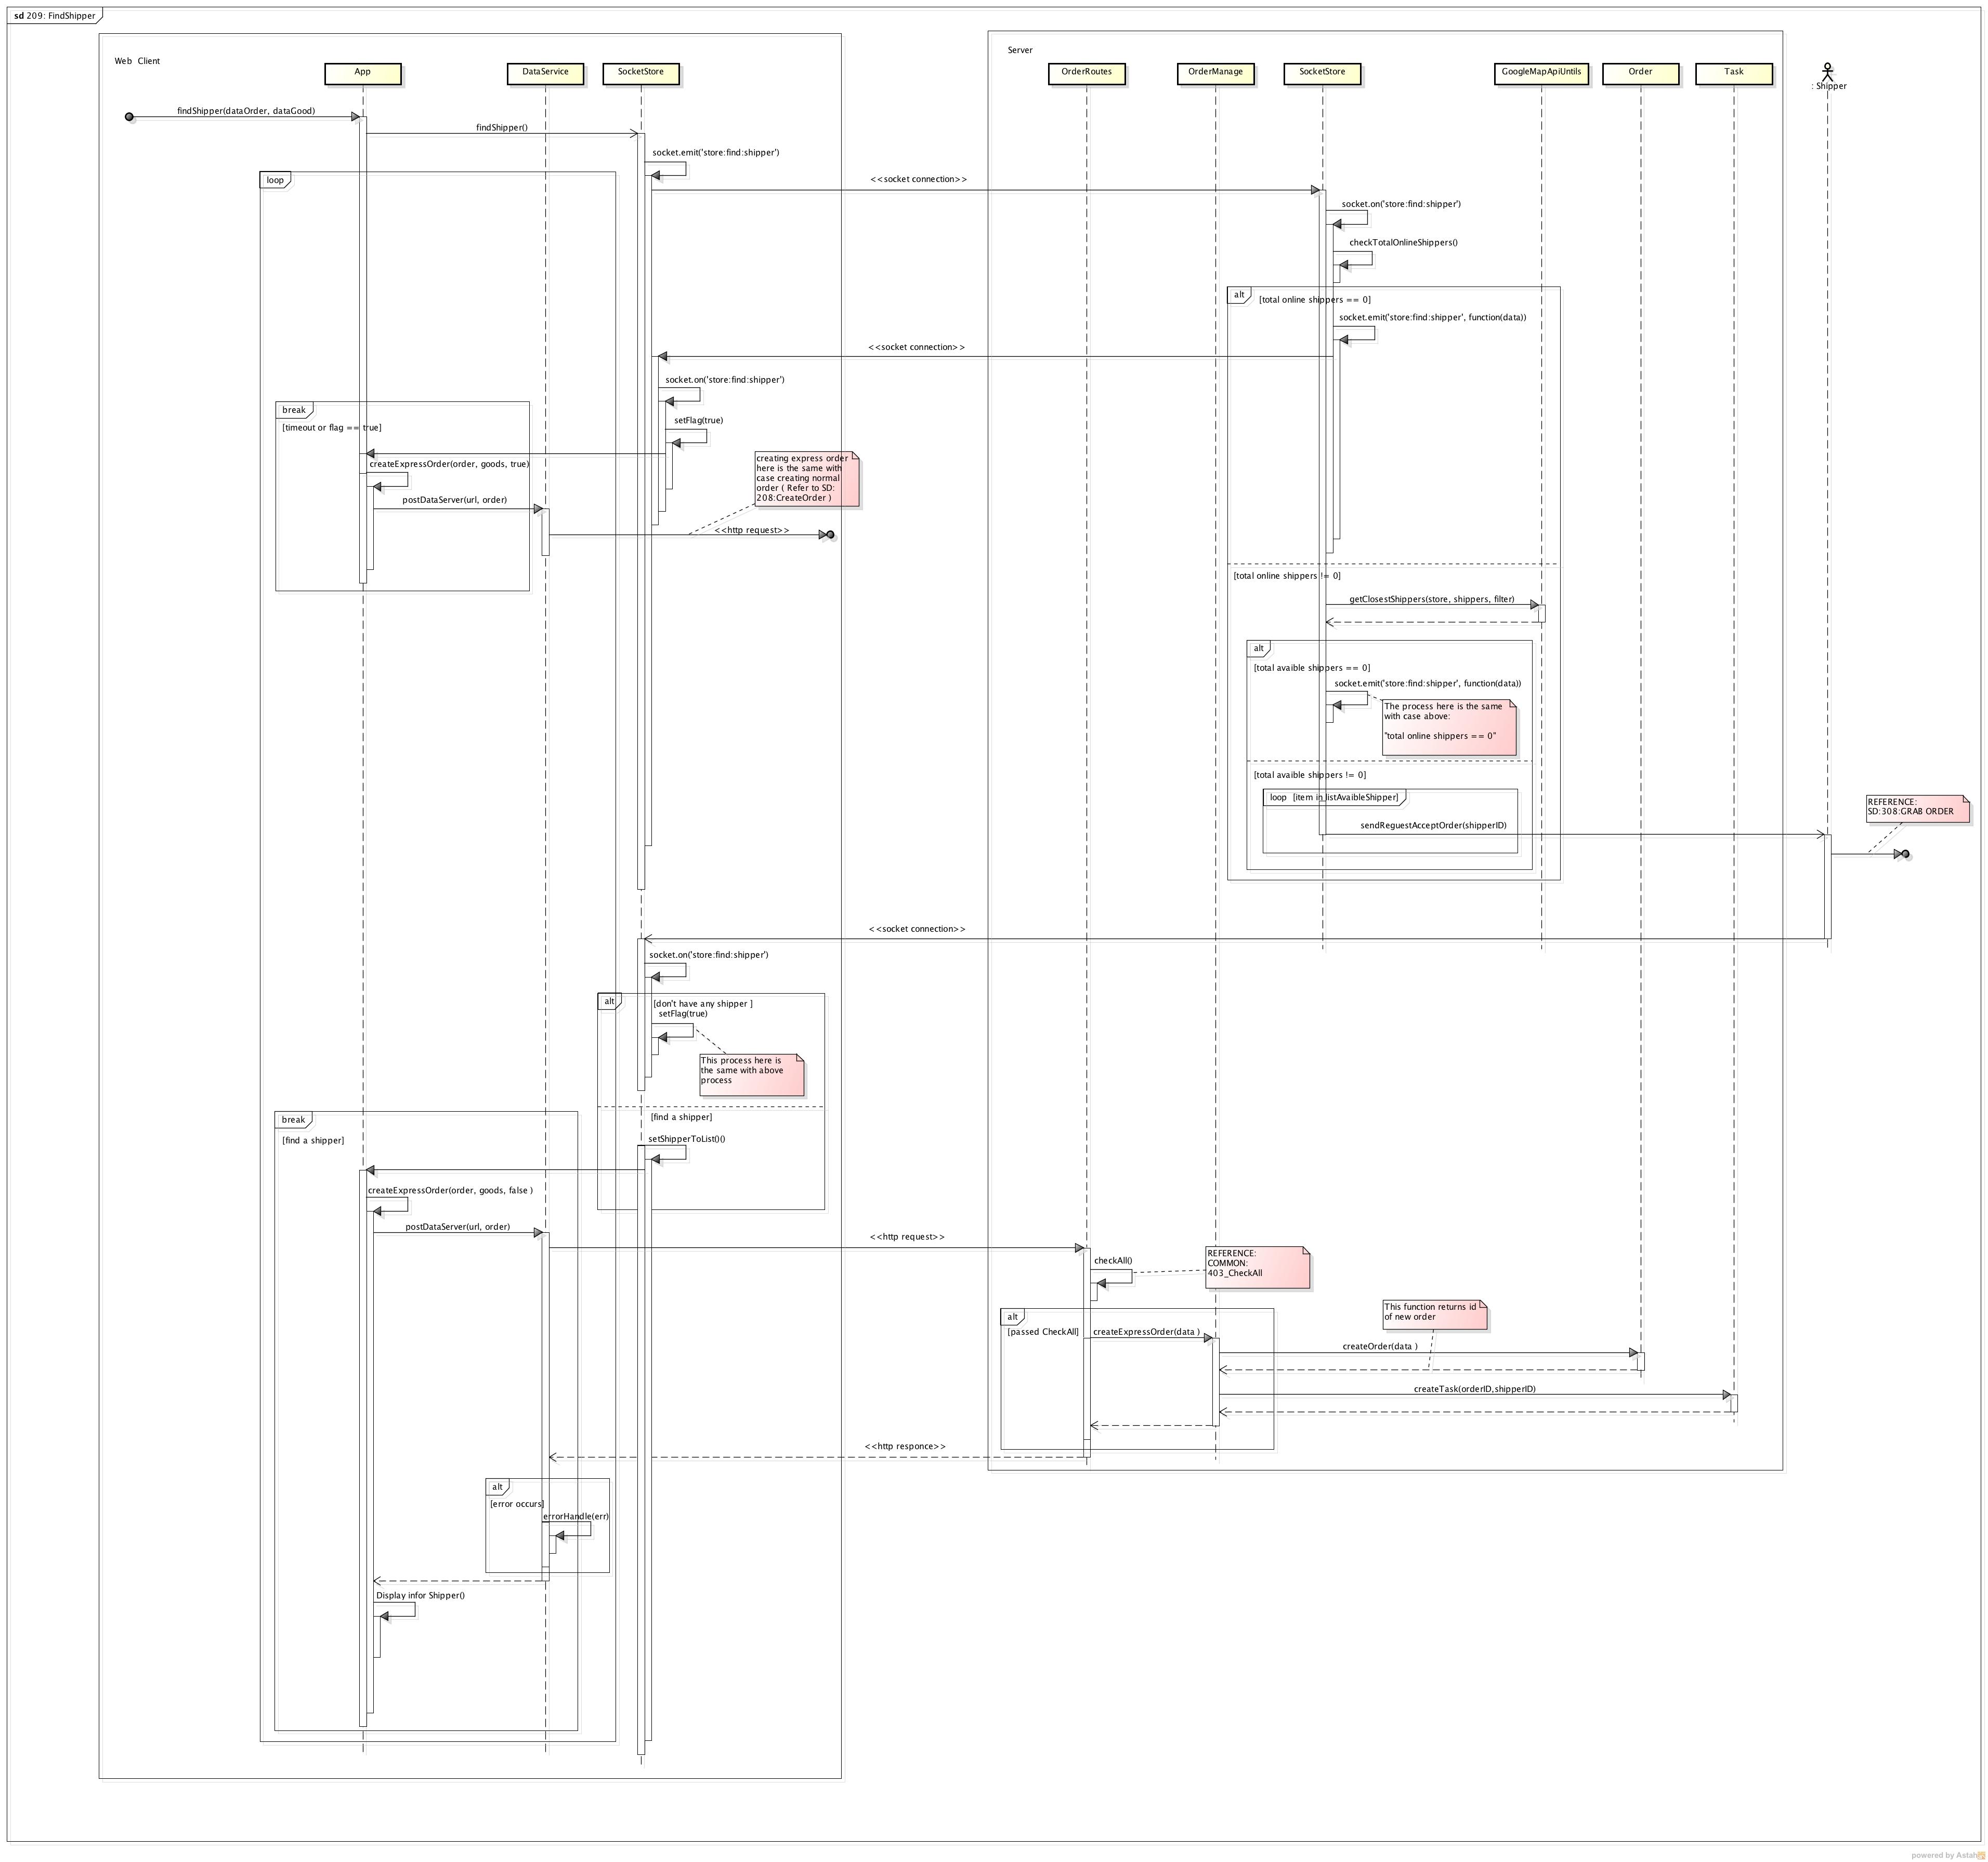 sd 209: FindShipper
Server
Web Client
App
DataService
SocketStore
OrderRoutes
OrderManage
SocketStore
GoogleMapApiUntils
Order
Task
: Shipper
findShipper(dataOrder, dataGood)
findShipper()
socket.emit('store:find:shipper')
loop
<<socket connection>>
socket.on('store:find:shipper')
checkTotalOnlineShippers()
alt
[total online shippers == 0]
socket.emit('store:find:shipper', function(data))
<<socket connection>>
socket.on('store:find:shipper')
break
setFlag(true)
[timeout or flag == true]
createExpressOrder(order, goods, true)
creating express order
here is the same with
case creating normal
order ( Refer to SD:
208:CreateOrder )
postDataServer(url, order)
<<http request>>
[total online shippers != 0]
getClosestShippers(store, shippers, filter)
alt
[total avaible shippers == 0]
socket.emit('store:find:shipper', function(data))
The process here is the same
with case above:
"total online shippers == 0"
[total avaible shippers != 0]
loop [item in listAvaibleShipper]
REFERENCE:
SD:308:GRAB ORDER
sendReguestAcceptOrder(shipperID)
<<socket connection>>
socket.on('store:find:shipper')
alt
[don't have any shipper ]
setFlag(true)
This process here is
the same with above
process
break
[find a shipper]
[find a shipper]
setShipperToList()()
createExpressOrder(order, goods, false )
postDataServer(url, order)
<<http request>>
checkAll()
REFERENCE:
COMMON:
403_CheckAll
alt
This function returns id
of new order
[passed CheckAll]
createExpressOrder(data )
createOrder(data )
createTask(orderID,shipperID)
<<http responce>>
alt
[error occurs]
errorHandle(err)
Display infor Shipper()
powered by Astah